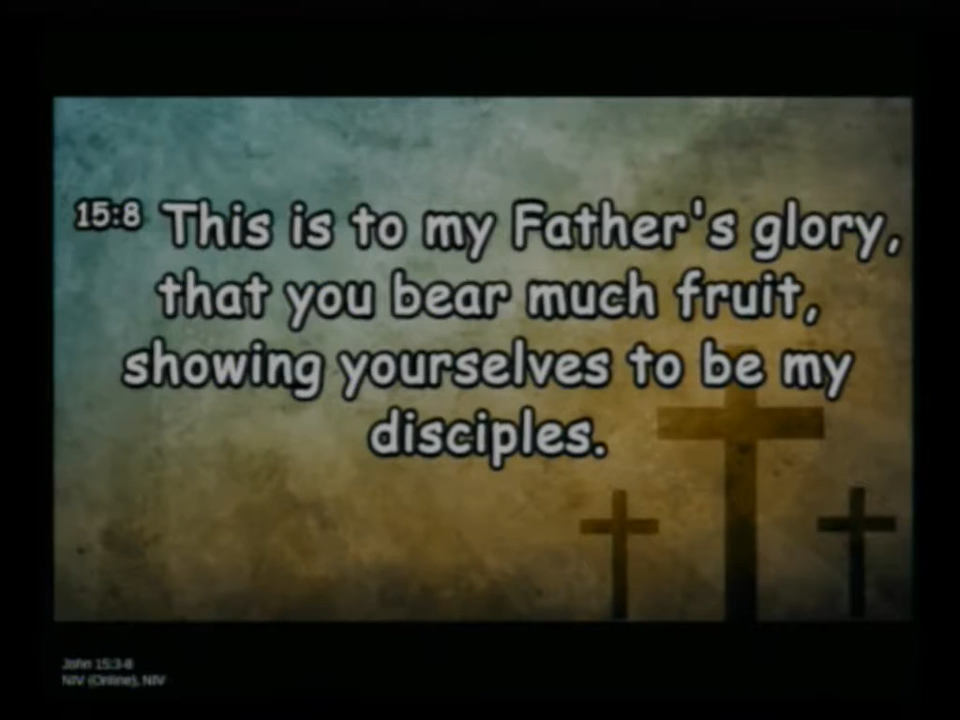 15:8 This is to my Father's glory,
that you bear much fruit,
showing yourselves to be my
disciples.
John 15:3-8
NIV (Online), NIV